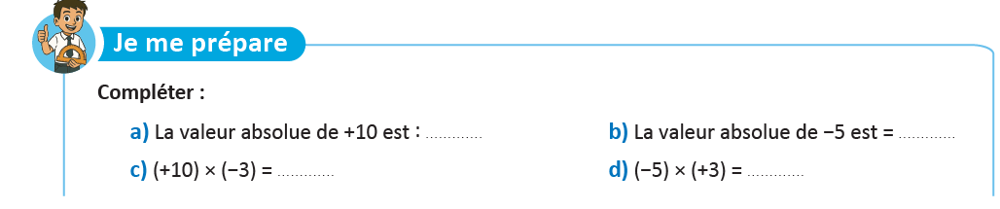 Je me prépare
Compléter :
a) La valeur absolue de +10 est : .............
b) La valeur absolue de −5 est = .............
c) (+10) × (−3) = .............
d) (−5) × (+3) = .............